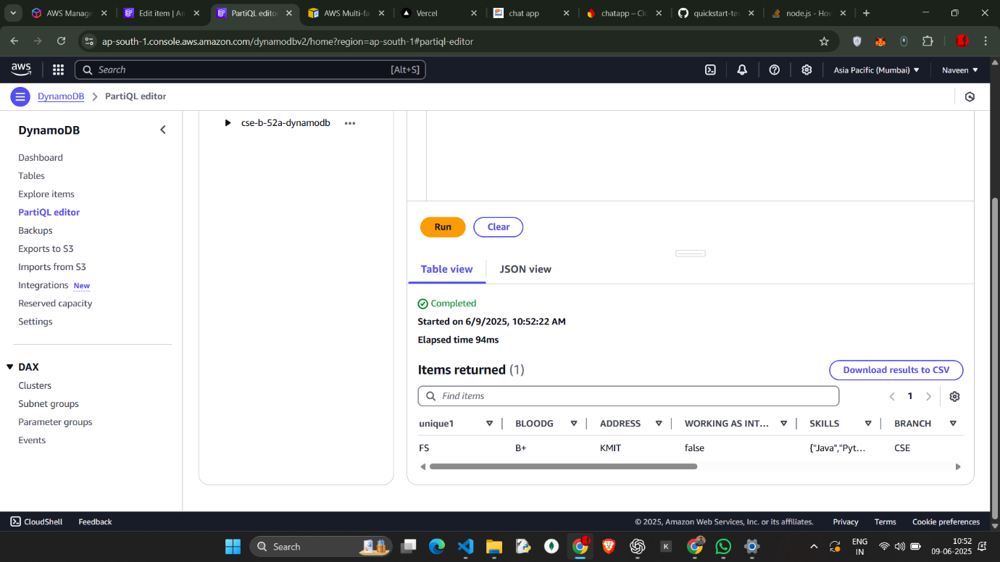 AWS Manage
Edit item | Am
PartiQL editor
AWS Multi-fa
Vercel
chat app
chatapp – Clo
quickstart-te
node.js - How
ap-south-1.console.aws.amazon.com/dynamodbv2/home?region=ap-south-1#partiql-editor
aws
Search
[Alt+S]
Asia Pacific (Mumbai)
Naveen
DynamoDB
PartiQL editor
DynamoDB
Dashboard
Tables
Explore items
PartiQL editor
Backups
Exports to S3
Imports from S3
Integrations New
Reserved capacity
Settings
DAX
Clusters
Subnet groups
Parameter groups
Events
cse-b-52a-dynamodb
Run
Clear
Table view
JSON view
Completed
Started on 6/9/2025, 10:52:22 AM
Elapsed time 94ms
Items returned (1)
Download results to CSV
Find items
1
unique1 BLOODG ADDRESS WORKING AS INT... SKILLS BRANCH
FS B+ KMIT false {"Java","Pyt... CSE
CloudShell
Feedback
© 2025, Amazon Web Services, Inc. or its affiliates.
Privacy
Terms
Cookie preferences
Search
K
ENG
IN
10:52
09-06-2025